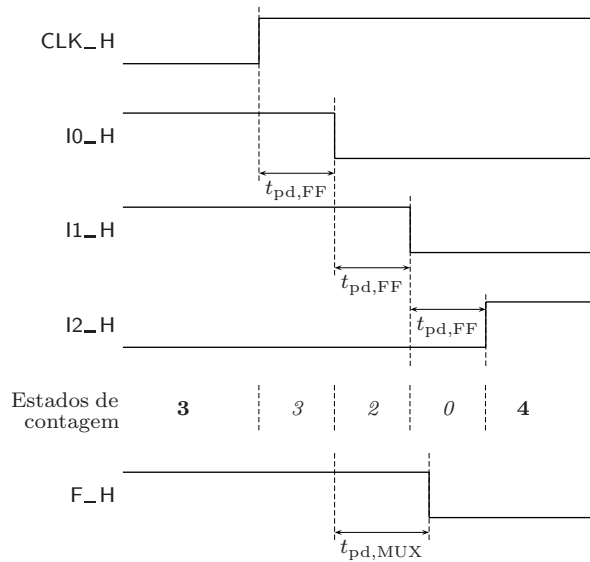 CLK_H
I0_H
t_pd,FF
I1_H
t_pd,FF
t_pd,FF
I2_H
Estados de
contagem
3 3 2 0 4
F_H
t_pd,MUX